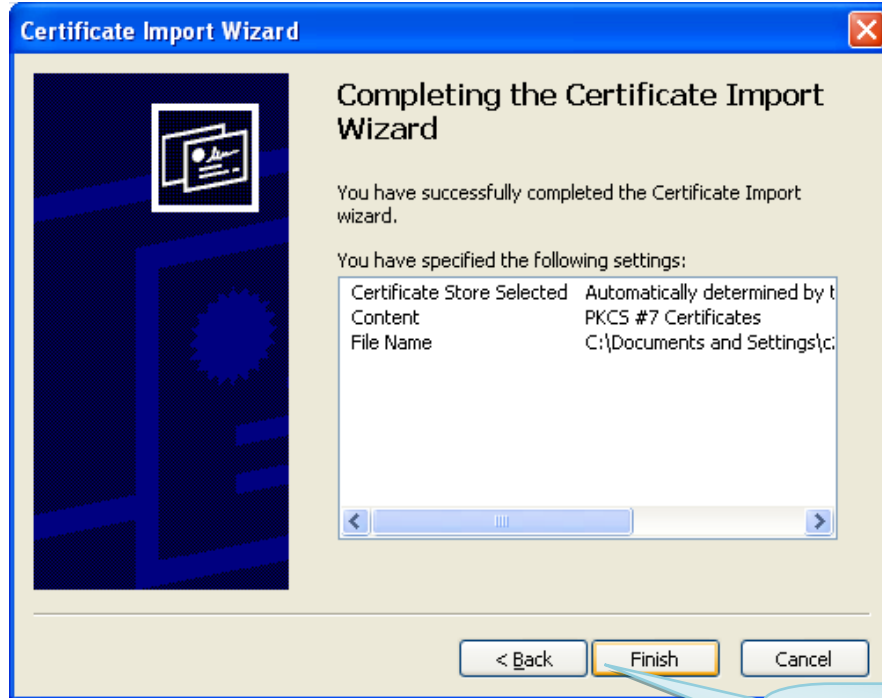 Certificate Import Wizard
Completing the Certificate Import
Wizard
You have successfully completed the Certificate Import
wizard.
You have specified the following settings:
Certificate Store Selected Automatically determined by t
Content PKCS #7 Certificates
File Name C:\Documents and Settings\c
< Back Finish Cancel